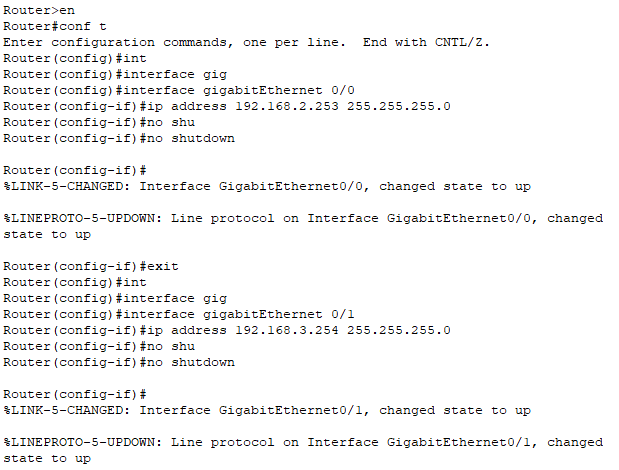 Router>en
Router#conf t
Enter configuration commands, one per line.  End with CNTL/Z.
Router(config)#int
Router(config)#interface gig
Router(config)#interface gigabitEthernet 0/0
Router(config-if)#ip address 192.168.2.253 255.255.255.0
Router(config-if)#no shu
Router(config-if)#no shutdown

Router(config-if)#
%LINK-5-CHANGED: Interface GigabitEthernet0/0, changed state to up

%LINEPROTO-5-UPDOWN: Line protocol on Interface GigabitEthernet0/0, changed
state to up

Router(config-if)#exit
Router(config)#int
Router(config)#interface gig
Router(config)#interface gigabitEthernet 0/1
Router(config-if)#ip address 192.168.3.254 255.255.255.0
Router(config-if)#no shu
Router(config-if)#no shutdown

Router(config-if)#
%LINK-5-CHANGED: Interface GigabitEthernet0/1, changed state to up

%LINEPROTO-5-UPDOWN: Line protocol on Interface GigabitEthernet0/1, changed
state to up